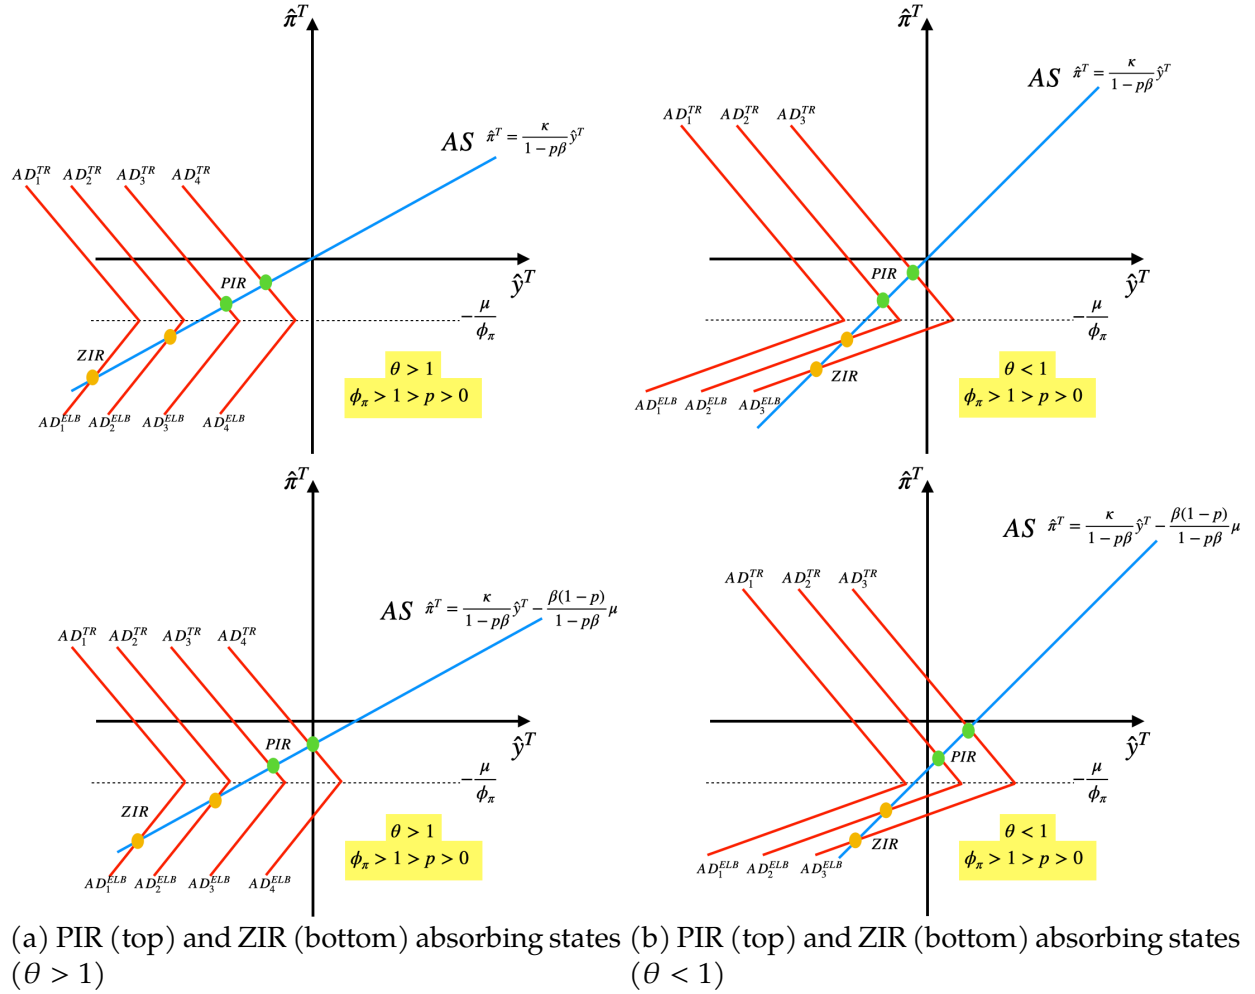 π̂^T
AS π̂^T = κ/(1 − pβ) ŷ^T
AD_1^TR AD_2^TR AD_3^TR AD_4^TR
PIR
ŷ^T
−μ/ϕ_π
ZIR
θ > 1
ϕ_π > 1 > p > 0
AD_1^ELB AD_2^ELB AD_3^ELB AD_4^ELB
π̂^T
AS π̂^T = κ/(1 − pβ) ŷ^T
AD_1^TR AD_2^TR AD_3^TR
PIR
ŷ^T
−μ/ϕ_π
ZIR
θ < 1
ϕ_π > 1 > p > 0
AD_1^ELB AD_2^ELB AD_3^ELB
π̂^T
AS π̂^T = κ/(1 − pβ) ŷ^T − β(1 − p)/(1 − pβ) μ
AD_1^TR AD_2^TR AD_3^TR AD_4^TR
PIR
ŷ^T
−μ/ϕ_π
ZIR
θ > 1
ϕ_π > 1 > p > 0
AD_1^ELB AD_2^ELB AD_3^ELB AD_4^ELB
π̂^T
AS π̂^T = κ/(1 − pβ) ŷ^T − β(1 − p)/(1 − pβ) μ
AD_1^TR AD_2^TR AD_3^TR
ŷ^T
PIR
−μ/ϕ_π
ZIR
θ < 1
ϕ_π > 1 > p > 0
AD_1^ELB AD_2^ELB AD_3^ELB
(a) PIR (top) and ZIR (bottom) absorbing states
(θ > 1)
(b) PIR (top) and ZIR (bottom) absorbing states
(θ < 1)